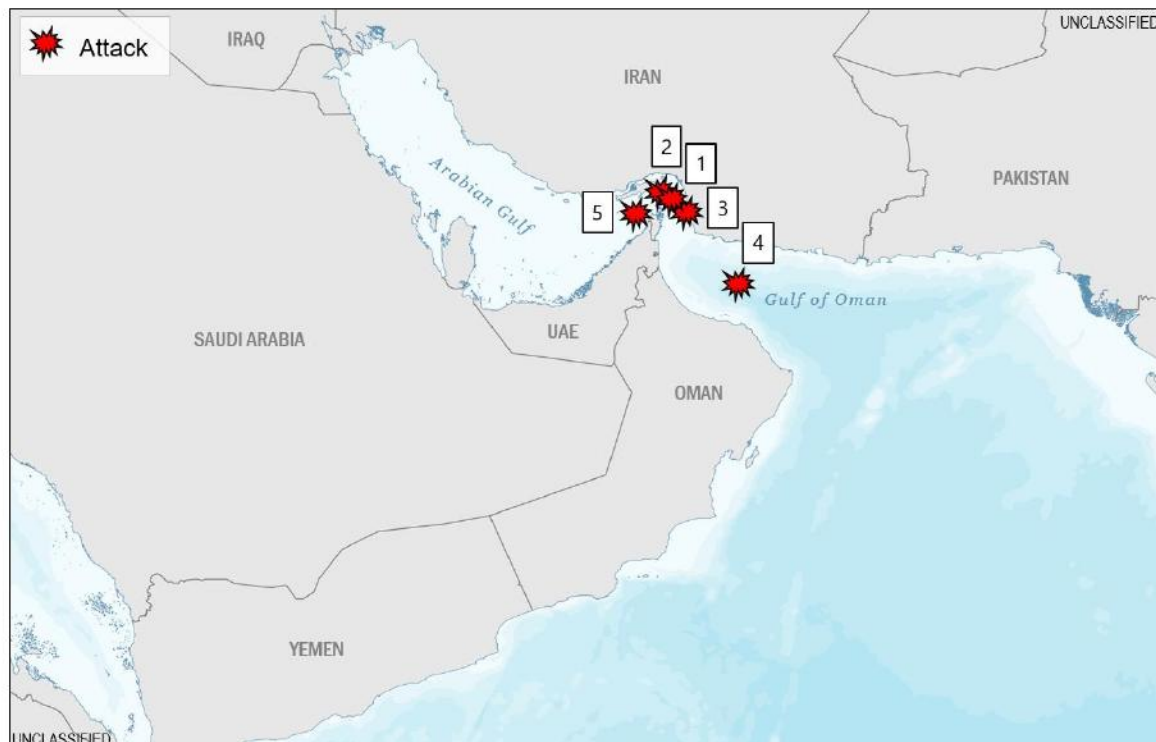 UNCLASSIFIED
Attack
IRAQ
IRAN
2
1
PAKISTAN
Arabian Gulf
5
3
4
Gulf of Oman
SAUDI ARABIA
UAE
OMAN
YEMEN
UNCLASSIFIED